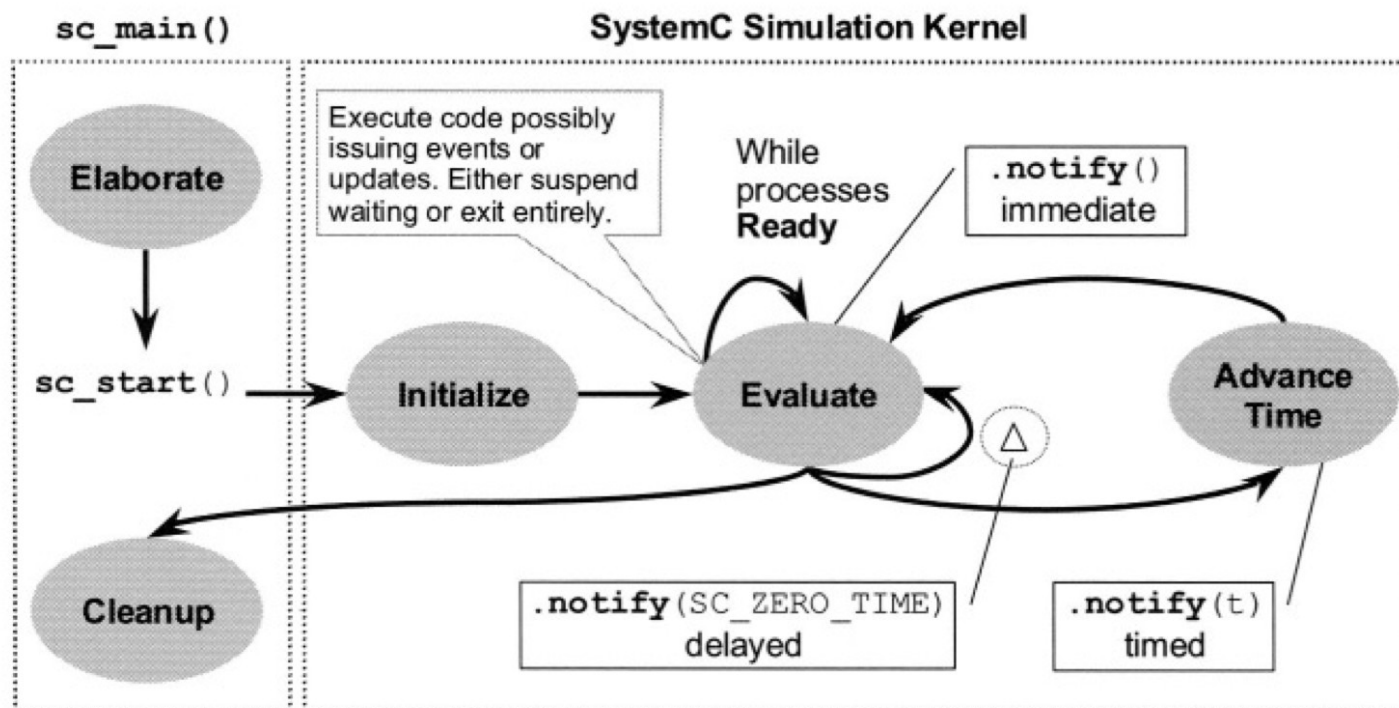 sc_main()
SystemC Simulation Kernel
Elaborate
sc_start()
Execute code possibly
issuing events or
updates. Either suspend
waiting or exit entirely.
While
processes
Ready
.notify()
immediate
Initialize
Evaluate
Advance
Time
Δ
Cleanup
.notify(SC_ZERO_TIME)
delayed
.notify(t)
timed